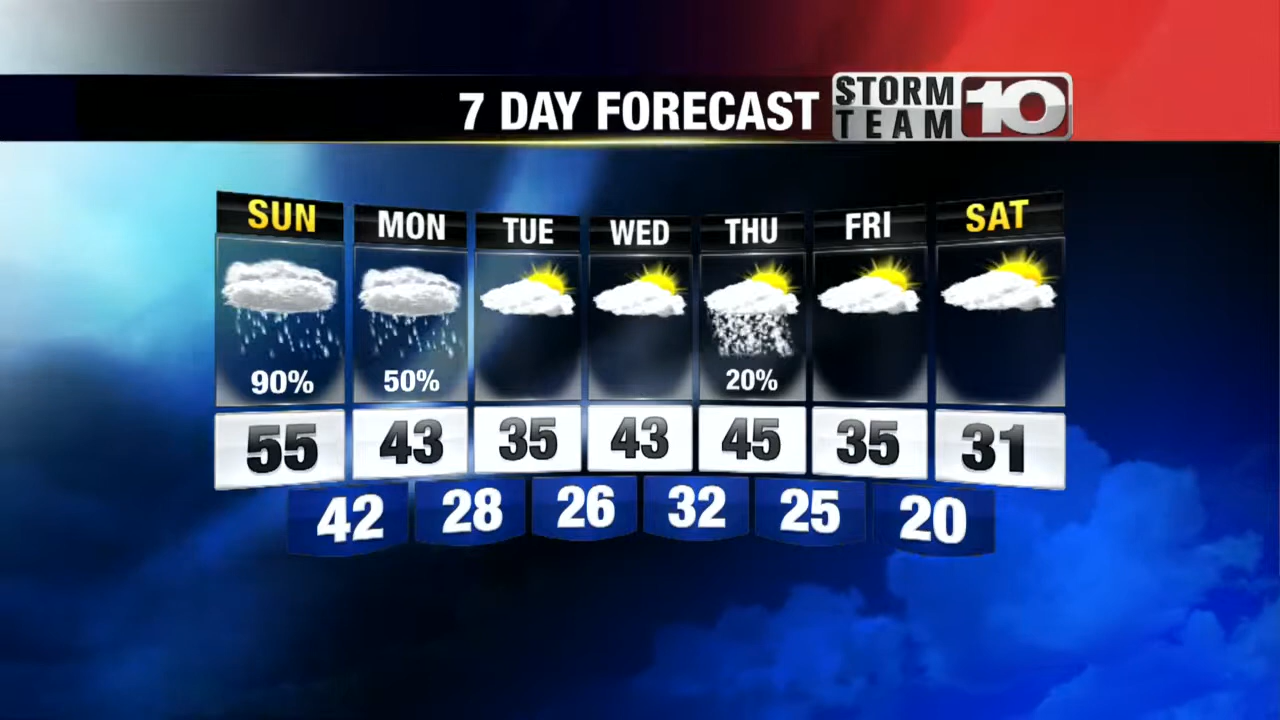 7 DAY FORECAST
STORM TEAM 10
SUN MON TUE WED THU FRI SAT
90% 50% 20%
55 43 35 43 45 35 31
42 28 26 32 25 20